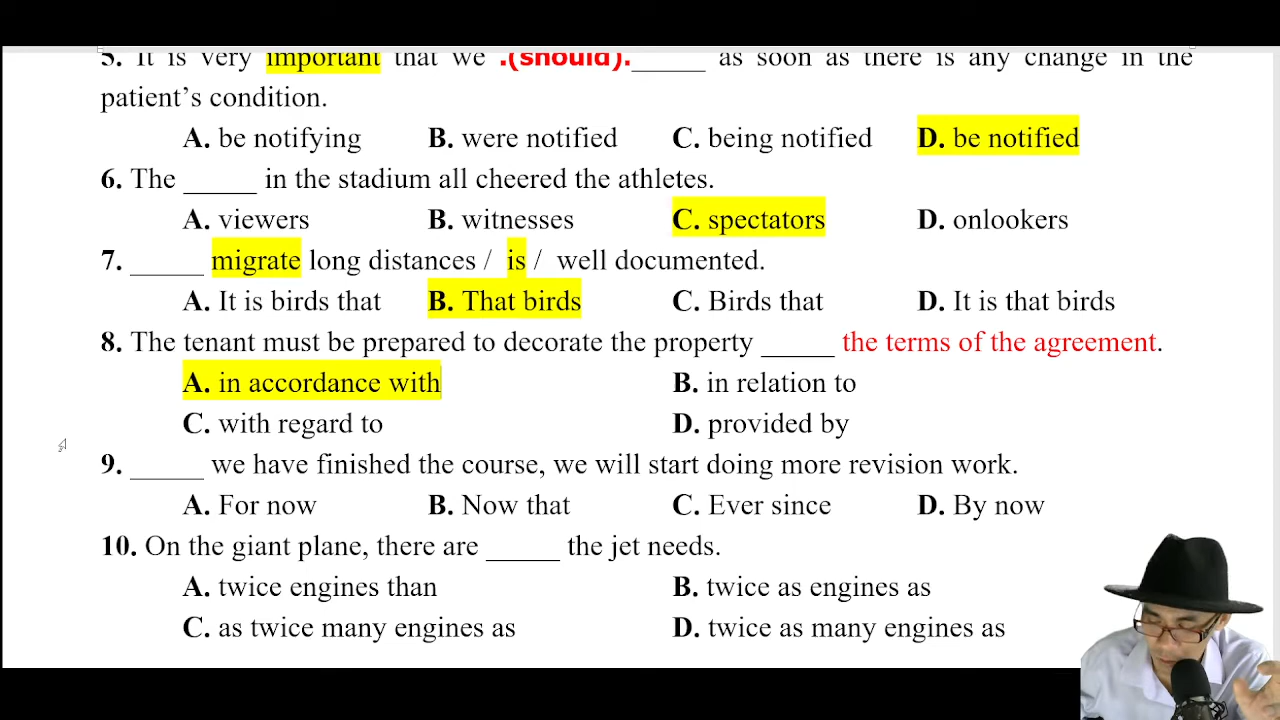 5. It is very important that we .(should)._____ as soon as there is any change in the
patient's condition.
A. be notifying B. were notified C. being notified D. be notified
6. The _____ in the stadium all cheered the athletes.
A. viewers B. witnesses C. spectators D. onlookers
7. _____ migrate long distances / is / well documented.
A. It is birds that B. That birds C. Birds that D. It is that birds
8. The tenant must be prepared to decorate the property _____ the terms of the agreement.
A. in accordance with B. in relation to
C. with regard to D. provided by
9. _____ we have finished the course, we will start doing more revision work.
A. For now B. Now that C. Ever since D. By now
10. On the giant plane, there are _____ the jet needs.
A. twice engines than B. twice as engines as
C. as twice many engines as D. twice as many engines as